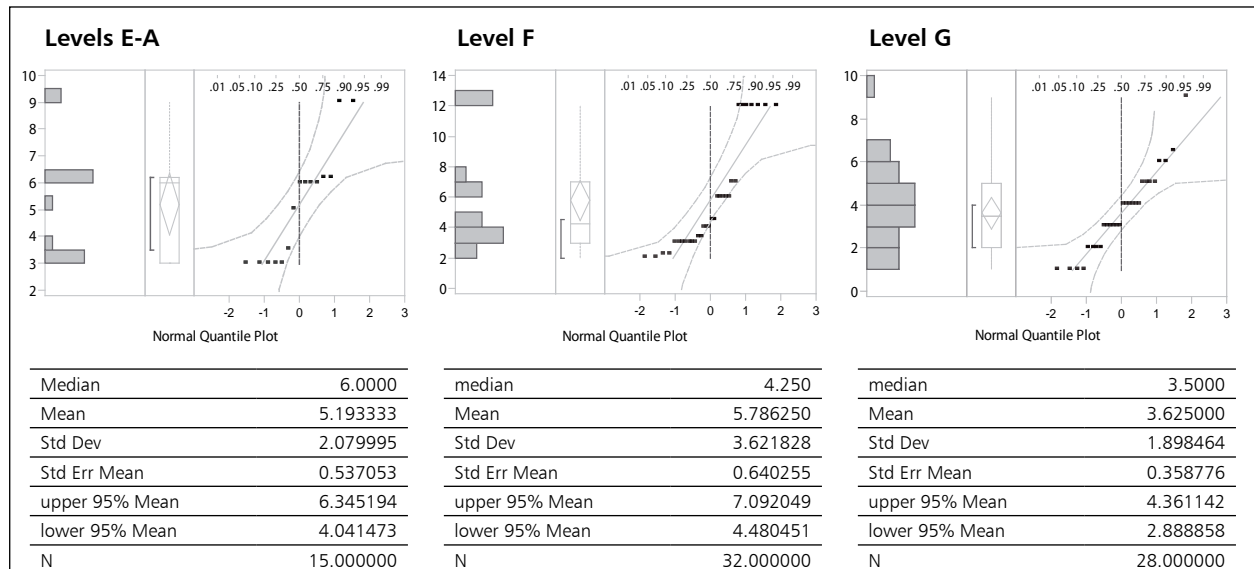 Levels E-A
Level F
Level G
10
9
8
7
6
5
4
3
2
.01 .05 .10 .25 .50 .75 .90 .95 .99
-2 -1 0 1 2 3
Normal Quantile Plot
14
12
10
8
6
4
2
0
.01 .05 .10 .25 .50 .75 .90 .95 .99
-2 -1 0 1 2 3
Normal Quantile Plot
10
8
6
4
2
0
.01 .05 .10 .25 .50 .75 .90 .95 .99
-2 -1 0 1 2 3
Normal Quantile Plot
Median 6.0000
Mean 5.193333
Std Dev 2.079995
Std Err Mean 0.537053
upper 95% Mean 6.345194
lower 95% Mean 4.041473
N 15.000000
median 4.250
Mean 5.786250
Std Dev 3.621828
Std Err Mean 0.640255
upper 95% Mean 7.092049
lower 95% Mean 4.480451
N 32.000000
median 3.5000
Mean 3.625000
Std Dev 1.898464
Std Err Mean 0.358776
upper 95% Mean 4.361142
lower 95% Mean 2.888858
N 28.000000